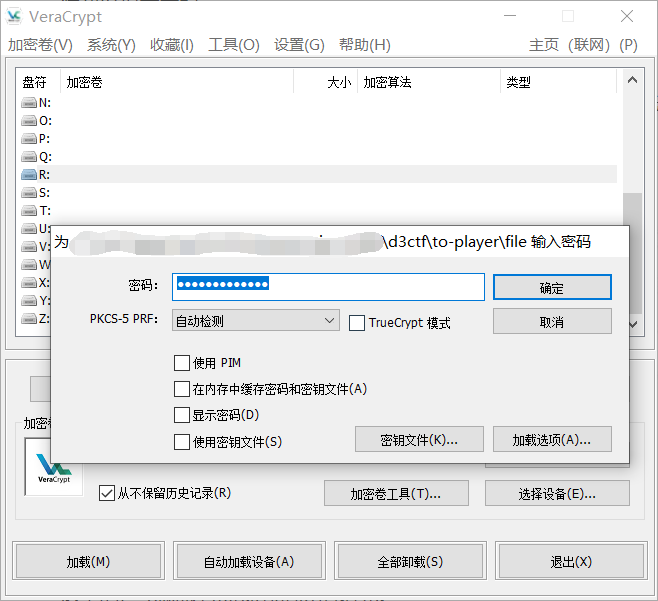 VeraCrypt
加密卷(V) 系统(Y) 收藏(I) 工具(O) 设置(G) 帮助(H) 主页 (联网) (P)
盘符 加密卷 大小 加密算法 类型
N:
O:
P:
Q:
R:
S:
T:
U:
V:
W
X:
Y:
Z:
为 \d3ctf\to-player\file 输入密码
密码: ●●●●●●●●●●●●● 确定
PKCS-5 PRF: 自动检测 TrueCrypt 模式 取消
使用 PIM
在内存中缓存密码和密钥文件(A)
显示密码(D)
使用密钥文件(S) 密钥文件(K)... 加载选项(A)...
加密卷
VeraCrypt
从不保留历史记录(R) 加密卷工具(T)... 选择设备(E)...
加载(M) 自动加载设备(A) 全部卸载(S) 退出(X)